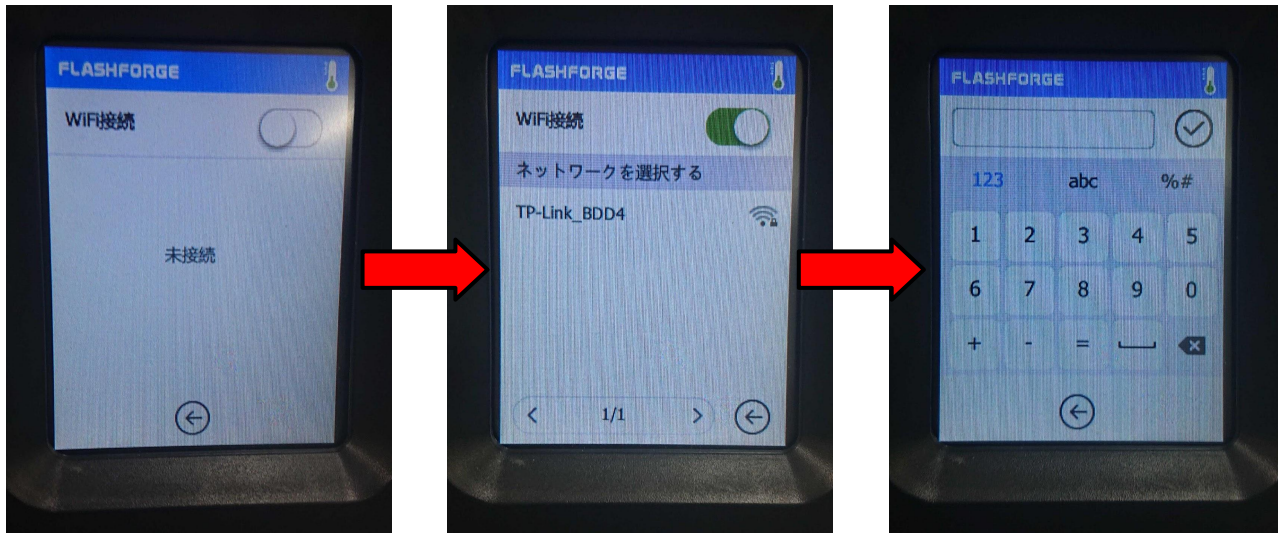 FLASHFORGE
WiFi接続
未接続
FLASHFORGE
WiFi接続
ネットワークを選択する
TP-Link_BDD4
< 1/1 >
FLASHFORGE
123 abc %#
1 2 3 4 5
6 7 8 9 0
+ - =